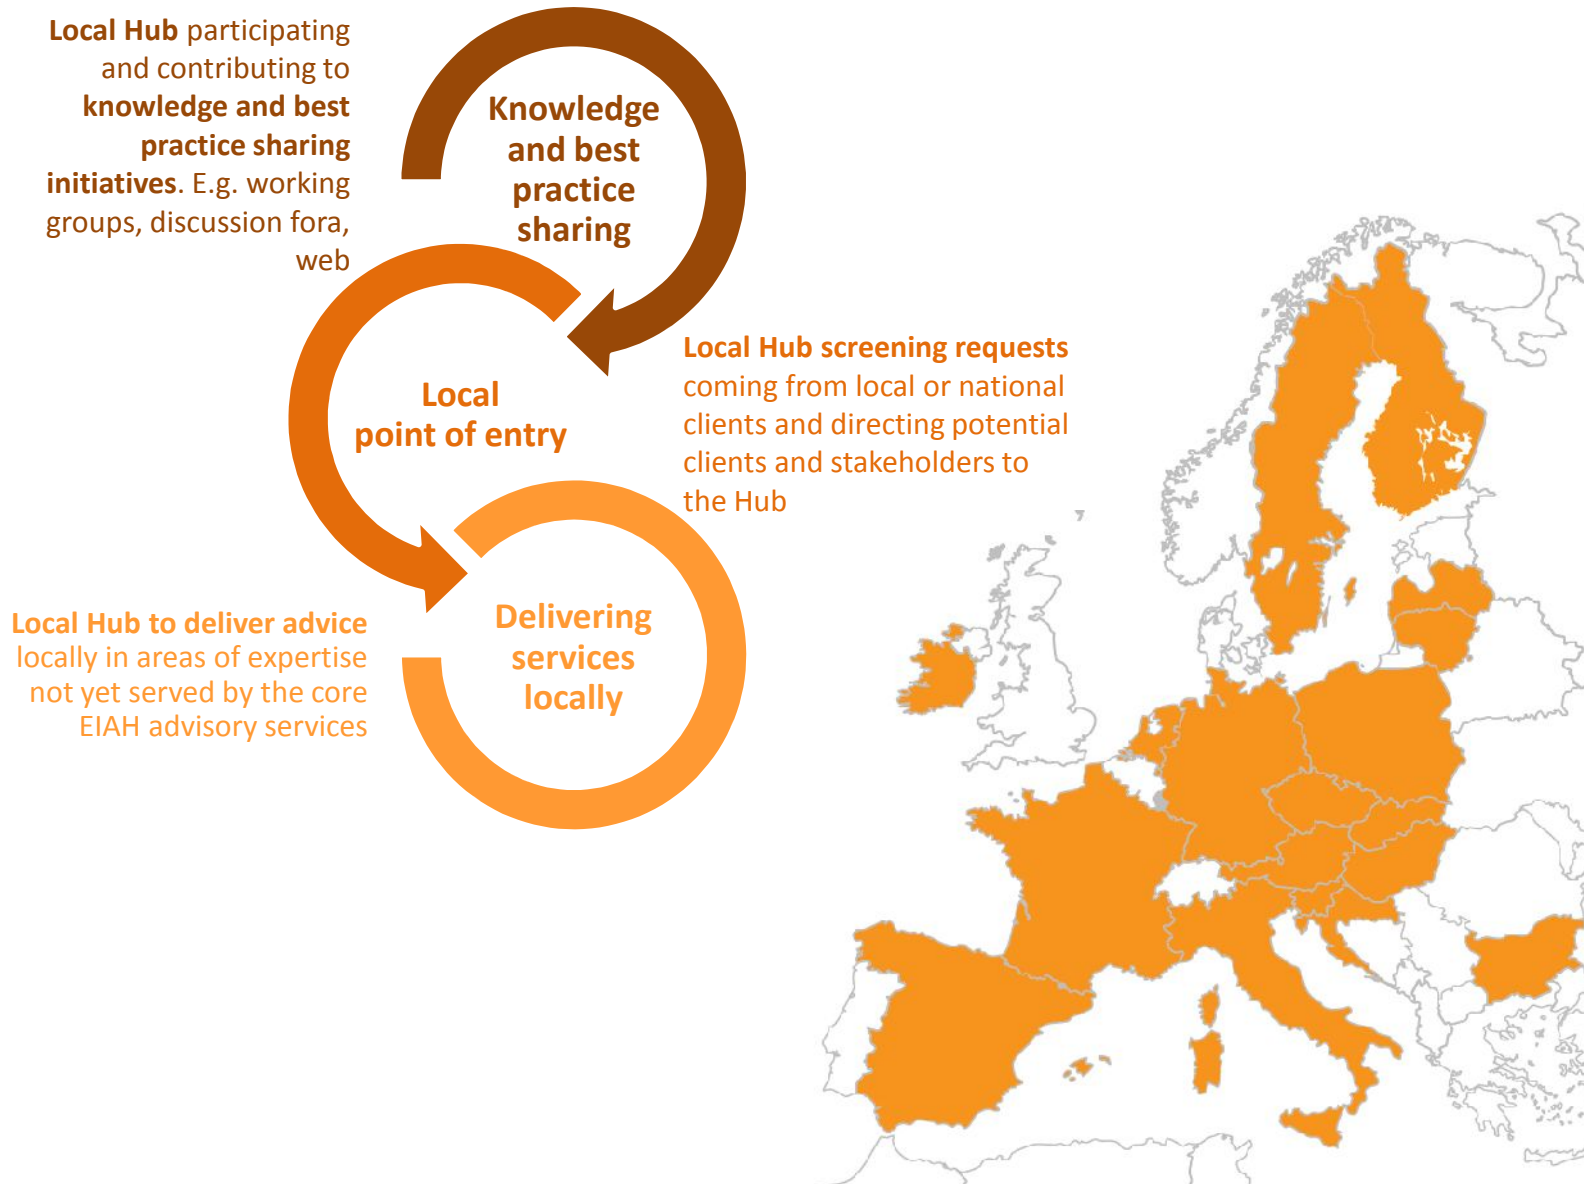 Local Hub participating
and contributing to
knowledge and best
practice sharing
initiatives. E.g. working
groups, discussion fora,
web
Knowledge
and best
practice
sharing
Local
point of entry
Local Hub screening requests
coming from local or national
clients and directing potential
clients and stakeholders to
the Hub
Local Hub to deliver advice
locally in areas of expertise
not yet served by the core
EIAH advisory services
Delivering
services
locally